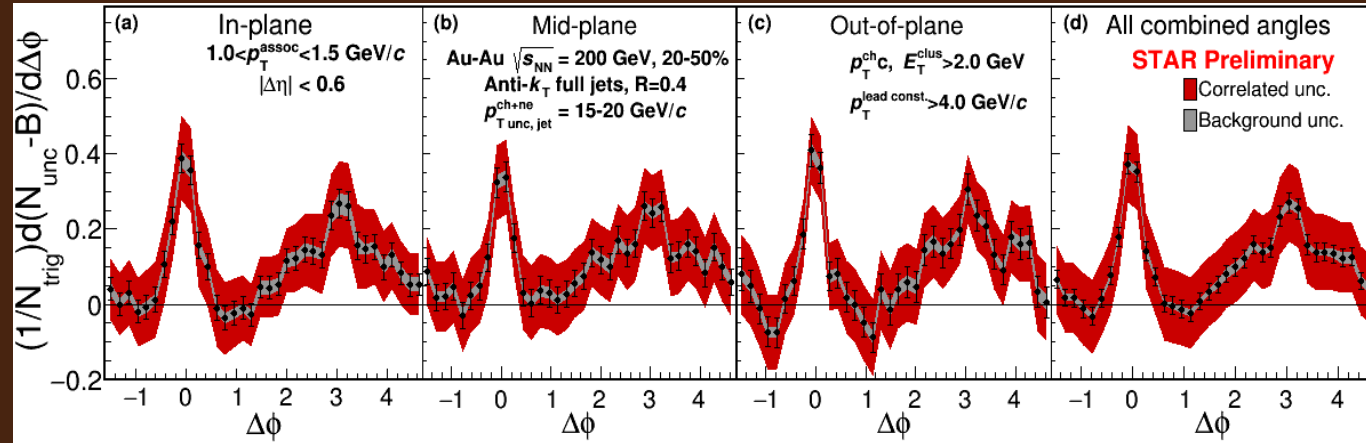 (1/N_trig)d(N_unc-B)/dΔϕ
0.6
0.4
0.2
0
−0.2
(a) In-plane
1.0<p_T^assoc<1.5 GeV/c
|Δη| < 0.6
−1 0 1 2 3 4
Δϕ
(b) Mid-plane
Au-Au √s_NN = 200 GeV, 20-50%
Anti-k_T full jets, R=0.4
p_T unc, jet^ch+ne = 15-20 GeV/c
−1 0 1 2 3 4
Δϕ
(c) Out-of-plane
p_T^ch c, E_T^clus>2.0 GeV
p_T^lead const.>4.0 GeV/c
−1 0 1 2 3 4
Δϕ
(d) All combined angles
STAR Preliminary
Correlated unc.
Background unc.
−1 0 1 2 3 4
Δϕ